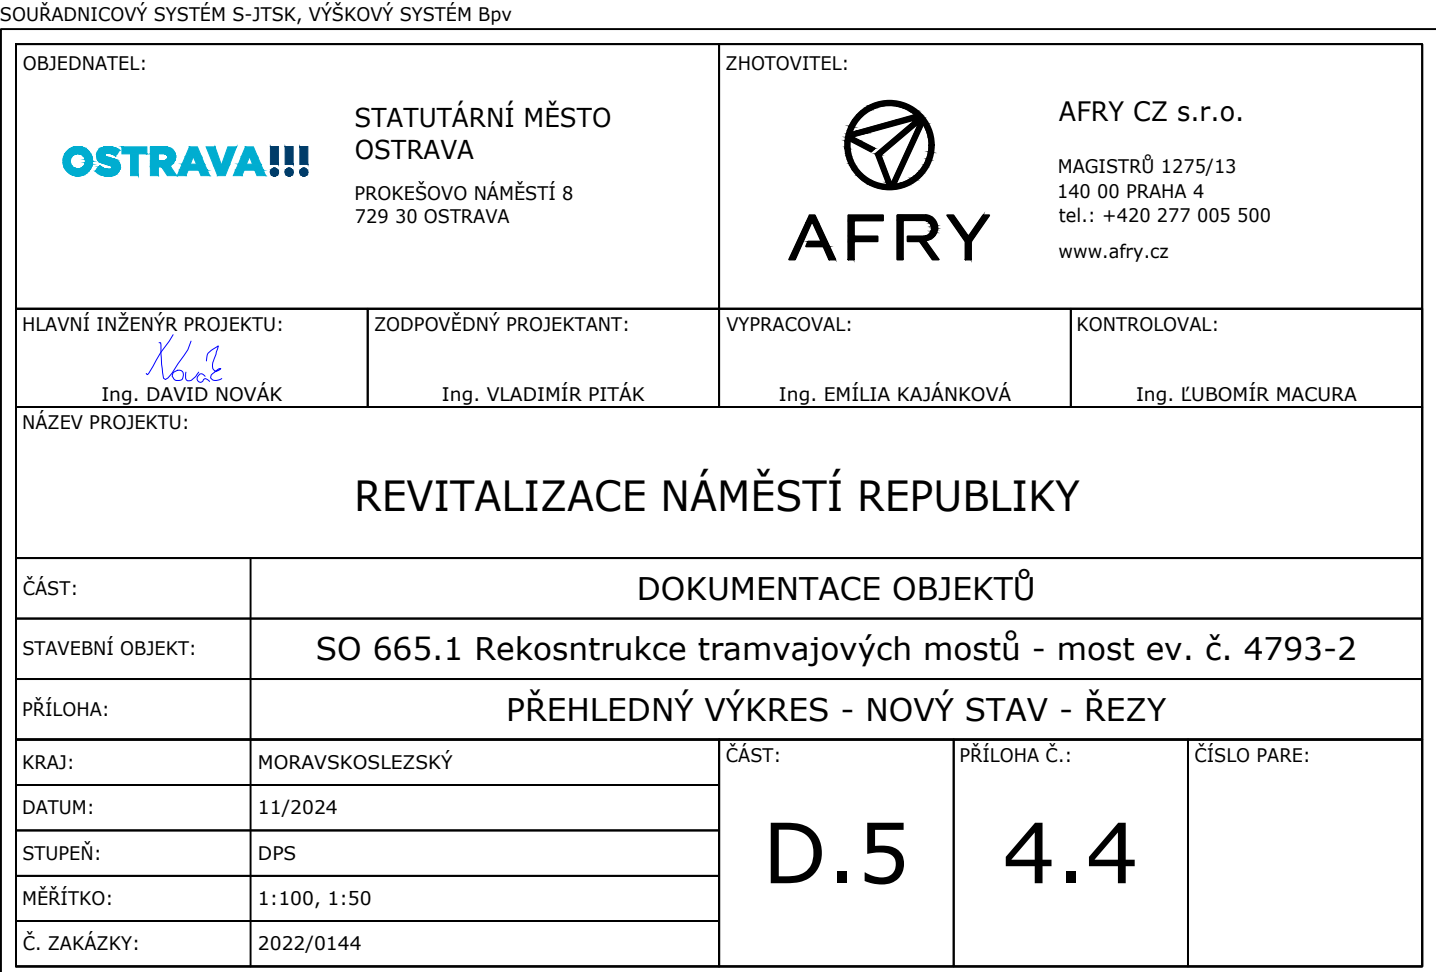 SOUŘADNICOVÝ SYSTÉM S-JTSK, VÝŠKOVÝ SYSTÉM Bpv
OBJEDNATEL:
OSTRAVA!!!
STATUTÁRNÍ MĚSTO
OSTRAVA
PROKEŠOVO NÁMĚSTÍ 8
729 30 OSTRAVA
ZHOTOVITEL:
AFRY
AFRY CZ s.r.o.
MAGISTRŮ 1275/13
140 00 PRAHA 4
tel.: +420 277 005 500
www.afry.cz
HLAVNÍ INŽENÝR PROJEKTU:
Novák
Ing. DAVID NOVÁK
ZODPOVĚDNÝ PROJEKTANT:
Ing. VLADIMÍR PITÁK
VYPRACOVAL:
Ing. EMÍLIA KAJÁNKOVÁ
KONTROLOVAL:
Ing. ĽUBOMÍR MACURA
NÁZEV PROJEKTU:
REVITALIZACE NÁMĚSTÍ REPUBLIKY
ČÁST:
DOKUMENTACE OBJEKTŮ
STAVEBNÍ OBJEKT:
SO 665.1 Rekosntrukce tramvajových mostů - most ev. č. 4793-2
PŘÍLOHA:
PŘEHLEDNÝ VÝKRES - NOVÝ STAV - ŘEZY
KRAJ:
MORAVSKOSLEZSKÝ
DATUM:
11/2024
STUPEŇ:
DPS
MĚŘÍTKO:
1:100, 1:50
Č. ZAKÁZKY:
2022/0144
ČÁST:
D.5
PŘÍLOHA Č.:
4.4
ČÍSLO PARE: